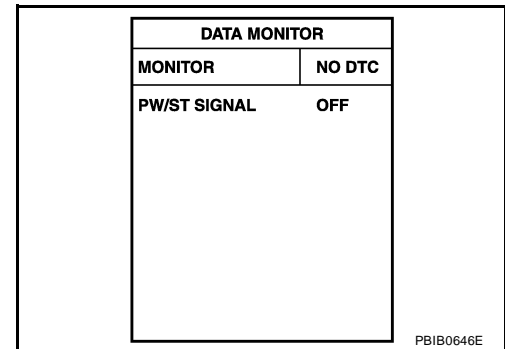 DATA MONITOR
MONITOR NO DTC
PW/ST SIGNAL OFF
PBIB0646E